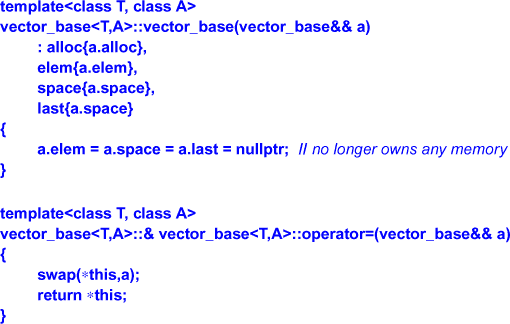 template<class T, class A>
vector_base<T,A>::vector_base(vector_base&& a)
: alloc{a.alloc},
elem{a.elem},
space{a.space},
last{a.space}
{
a.elem = a.space = a.last = nullptr; // no longer owns any memory
}
template<class T, class A>
vector_base<T,A>::& vector_base<T,A>::operator=(vector_base&& a)
{
swap(∗this,a);
return ∗this;
}